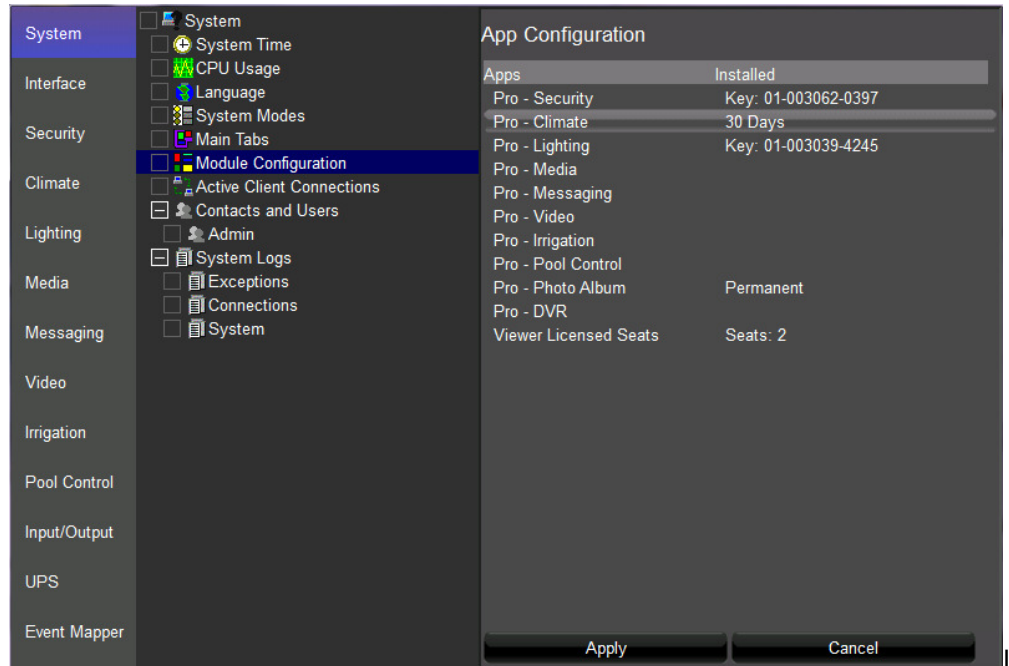 System
Interface
Security
Climate
Lighting
Media
Messaging
Video
Irrigation
Pool Control
Input/Output
UPS
Event Mapper
System
System Time
CPU Usage
Language
System Modes
Main Tabs
Module Configuration
Active Client Connections
Contacts and Users
Admin
System Logs
Exceptions
Connections
System
App Configuration
Apps Installed
Pro - Security Key: 01-003062-0397
Pro - Climate 30 Days
Pro - Lighting Key: 01-003039-4245
Pro - Media
Pro - Messaging
Pro - Video
Pro - Irrigation
Pro - Pool Control
Pro - Photo Album Permanent
Pro - DVR
Viewer Licensed Seats Seats: 2
Apply Cancel